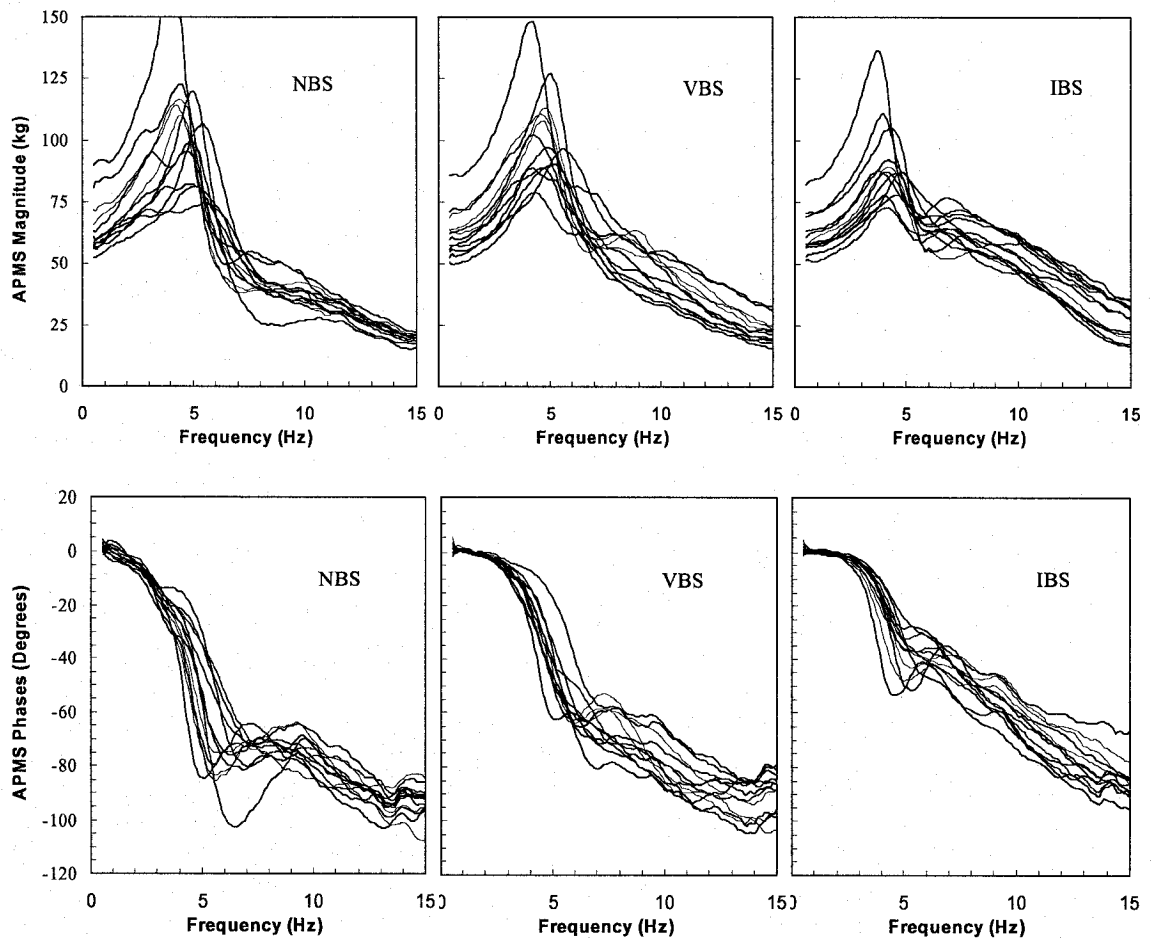 APMS Magnitude (kg)
150
125
100
75
50
25
0
NBS
VBS
IBS
0 5 10 15 0 5 10 15 0 5 10 15
Frequency (Hz) Frequency (Hz) Frequency (Hz)
APMS Phases (Degrees)
20
0
-20
-40
-60
-80
-100
-120
NBS
VBS
IBS
0 5 10 15 0 5 10 15 0 5 10 15
Frequency (Hz) Frequency (Hz) Frequency (Hz)